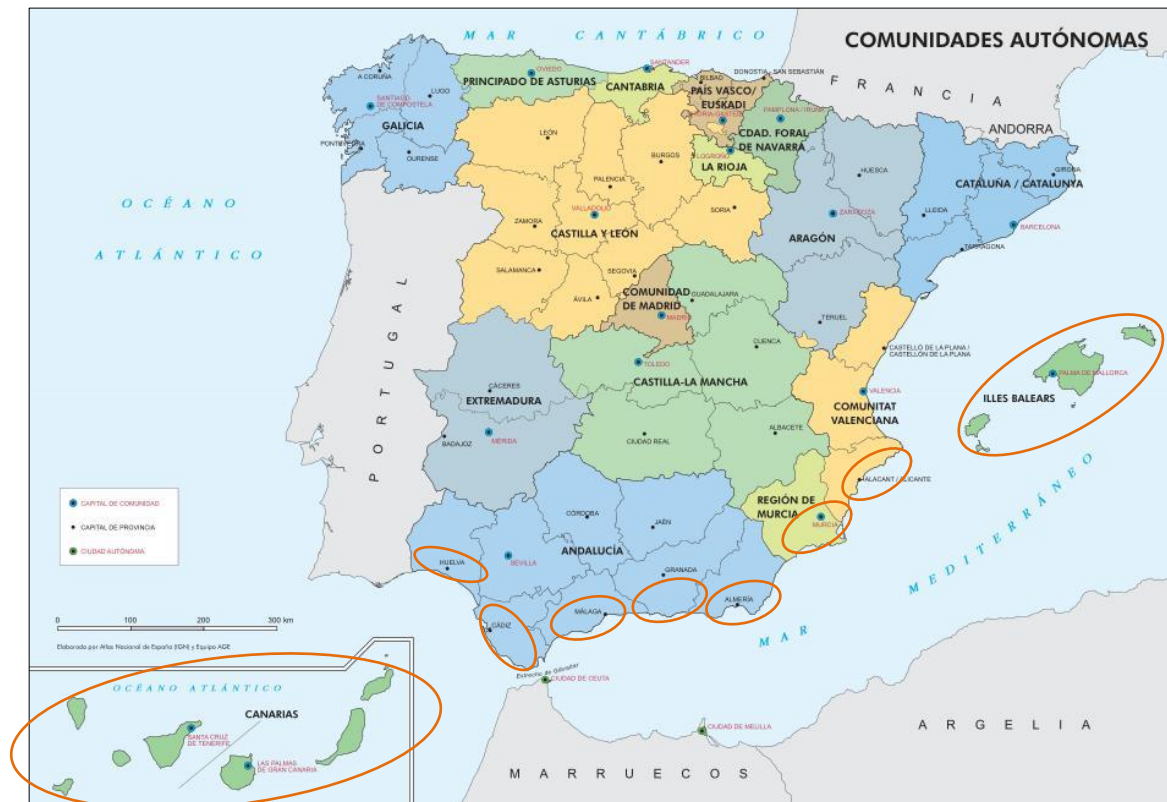 MAR CANTÁBRICO
COMUNIDADES AUTÓNOMAS
FRANCIA
ANDORRA
A CORUÑA
LUGO
SANTIAGO
DE COMPOSTELA
GALICIA
PONTEVEDRA
OURENSE
OVIEDO
PRINCIPADO DE ASTURIAS
SANTANDER
CANTABRIA
BILBAO
DONOSTIA - SAN SEBASTIÁN
PAÍS VASCO/
EUSKADI
VITORIA-GASTEIZ
PAMPLONA / IRUÑA
CDAD. FORAL
DE NAVARRA
LOGROÑO
LA RIOJA
LEÓN
BURGOS
PALENCIA
VALLADOLID
ZAMORA
CASTILLA Y LEÓN
SORIA
SALAMANCA
SEGOVIA
ÁVILA
HUESCA
ZARAGOZA
ARAGÓN
TERUEL
CATALUÑA / CATALUNYA
GIRONA
LLEIDA
BARCELONA
TARRAGONA
OCÉANO
ATLÁNTICO
PORTUGAL
COMUNIDAD
DE MADRID
MADRID
GUADALAJARA
CUENCA
TOLEDO
CASTILLA-LA MANCHA
CIUDAD REAL
ALBACETE
CÁCERES
EXTREMADURA
BADAJOZ
MÉRIDA
CASTELLÓ DE LA PLANA /
CASTELLÓN DE LA PLANA
VALENCIA
COMUNITAT
VALENCIANA
ALACANT / ALICANTE
PALMA DE MALLORCA
ILLES BALEARS
REGIÓN DE
MURCIA
MURCIA
CÓRDOBA
JAÉN
ANDALUCÍA
HUELVA
SEVILLA
GRANADA
MÁLAGA
ALMERÍA
CÁDIZ
MAR MEDITERRÁNEO
Estrecho de Gibraltar
CIUDAD DE CEUTA
CIUDAD DE MELILLA
MARRUECOS
ARGELIA
CAPITAL DE COMUNIDAD
CAPITAL DE PROVINCIA
CIUDAD AUTÓNOMA
0 100 200 300 km
Elaborado por Atlas Nacional de España (IGN) y Equipo AGE
OCÉANO ATLÁNTICO
CANARIAS
SANTA CRUZ
DE TENERIFE
LAS PALMAS
DE GRAN CANARIA